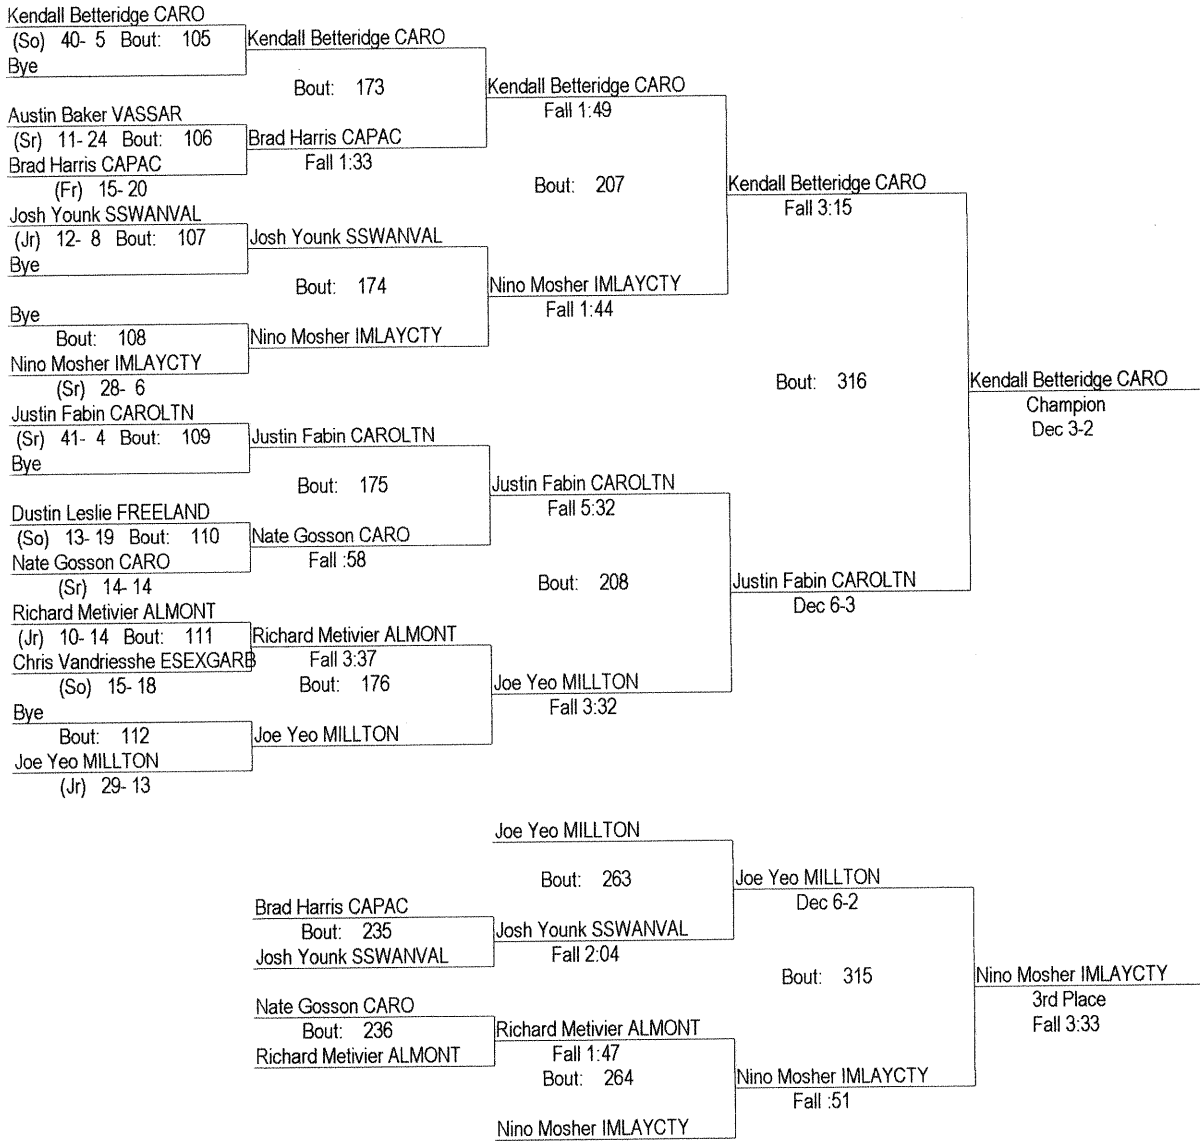 Kendall Betteridge CARO
(So) 40- 5 Bout: 105
Bye
Kendall Betteridge CARO
Bout: 173
Austin Baker VASSAR
(Sr) 11- 24 Bout: 106
Brad Harris CAPAC
(Fr) 15- 20
Brad Harris CAPAC
Fall 1:33
Kendall Betteridge CARO
Fall 1:49
Bout: 207
Josh Younk SSWANVAL
(Jr) 12- 8 Bout: 107
Bye
Josh Younk SSWANVAL
Bout: 174
Bye
Bout: 108
Nino Mosher IMLAYCTY
(Sr) 28- 6
Nino Mosher IMLAYCTY
Nino Mosher IMLAYCTY
Fall 1:44
Kendall Betteridge CARO
Fall 3:15
Bout: 316
Kendall Betteridge CARO
Champion
Dec 3-2
Justin Fabin CAROLTN
(Sr) 41- 4 Bout: 109
Bye
Justin Fabin CAROLTN
Bout: 175
Dustin Leslie FREELAND
(So) 13- 19 Bout: 110
Nate Gosson CARO
(Sr) 14- 14
Nate Gosson CARO
Fall :58
Justin Fabin CAROLTN
Fall 5:32
Bout: 208
Richard Metivier ALMONT
(Jr) 10- 14 Bout: 111
Chris Vandriesshe ESEXGARB
(So) 15- 18
Richard Metivier ALMONT
Fall 3:37
Bout: 176
Bye
Bout: 112
Joe Yeo MILLTON
(Jr) 29- 13
Joe Yeo MILLTON
Joe Yeo MILLTON
Fall 3:32
Justin Fabin CAROLTN
Dec 6-3
Joe Yeo MILLTON
Bout: 263
Brad Harris CAPAC
Bout: 235
Josh Younk SSWANVAL
Josh Younk SSWANVAL
Fall 2:04
Joe Yeo MILLTON
Dec 6-2
Bout: 315
Nate Gosson CARO
Bout: 236
Richard Metivier ALMONT
Richard Metivier ALMONT
Fall 1:47
Bout: 264
Nino Mosher IMLAYCTY
Nino Mosher IMLAYCTY
Fall :51
Nino Mosher IMLAYCTY
3rd Place
Fall 3:33